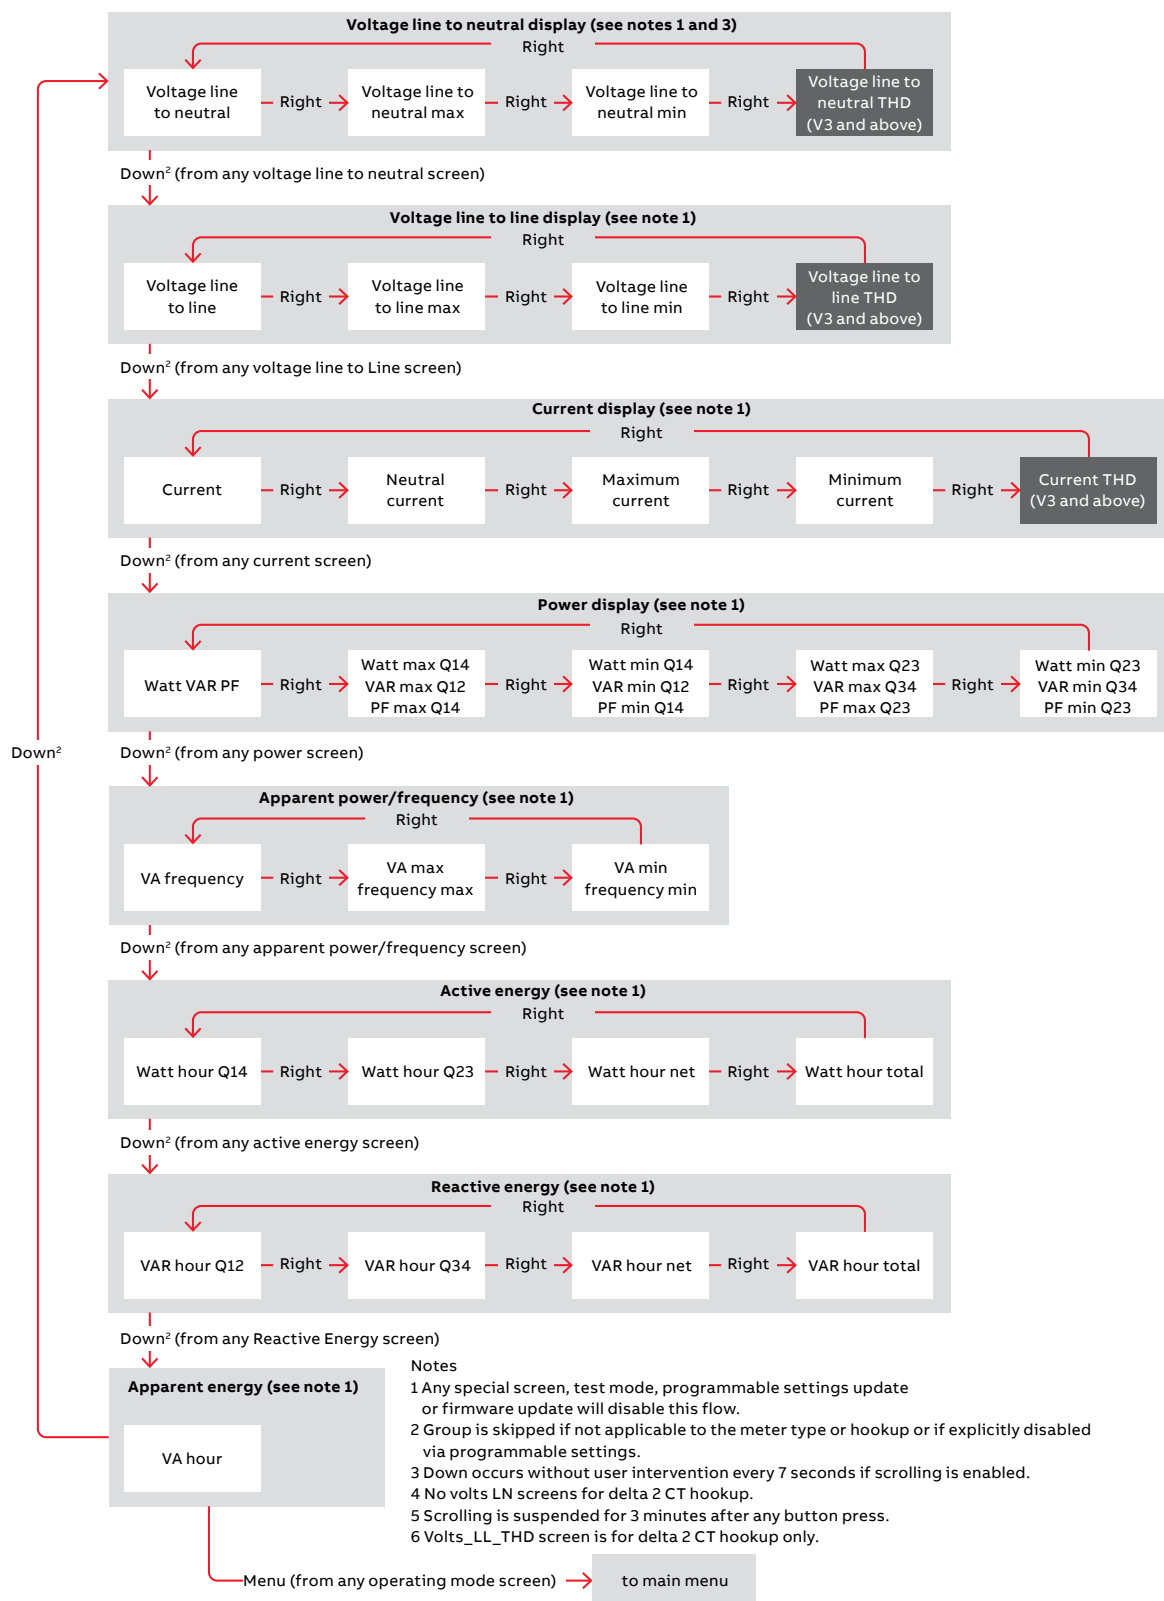 Voltage line to neutral display (see notes 1 and 3)
Right
Voltage line
to neutral
Right
Voltage line to
neutral max
Right
Voltage line to
neutral min
Right
Voltage line to
neutral THD
(V3 and above)
Down² (from any voltage line to neutral screen)
Voltage line to line display (see note 1)
Right
Voltage line
to line
Right
Voltage line
to line max
Right
Voltage line
to line min
Right
Voltage line to
line THD
(V3 and above)
Down² (from any voltage line to Line screen)
Current display (see note 1)
Right
Current
Right
Neutral
current
Right
Maximum
current
Right
Minimum
current
Right
Current THD
(V3 and above)
Down² (from any current screen)
Power display (see note 1)
Right
Watt VAR PF
Right
Watt max Q14
VAR max Q12
PF max Q14
Right
Watt min Q14
VAR min Q12
PF min Q14
Right
Watt max Q23
VAR max Q34
PF max Q23
Right
Watt min Q23
VAR min Q34
PF min Q23
Down²
Down² (from any power screen)
Apparent power/frequency (see note 1)
Right
VA frequency
Right
VA max
frequency max
Right
VA min
frequency min
Down² (from any apparent power/frequency screen)
Active energy (see note 1)
Right
Watt hour Q14
Right
Watt hour Q23
Right
Watt hour net
Right
Watt hour total
Down² (from any active energy screen)
Reactive energy (see note 1)
Right
VAR hour Q12
Right
VAR hour Q34
Right
VAR hour net
Right
VAR hour total
Down² (from any Reactive Energy screen)
Apparent energy (see note 1)
VA hour
Notes
1 Any special screen, test mode, programmable settings update
or firmware update will disable this flow.
2 Group is skipped if not applicable to the meter type or hookup or if explicitly disabled
via programmable settings.
3 Down occurs without user intervention every 7 seconds if scrolling is enabled.
4 No volts LN screens for delta 2 CT hookup.
5 Scrolling is suspended for 3 minutes after any button press.
6 Volts_LL_THD screen is for delta 2 CT hookup only.
Menu (from any operating mode screen)
to main menu